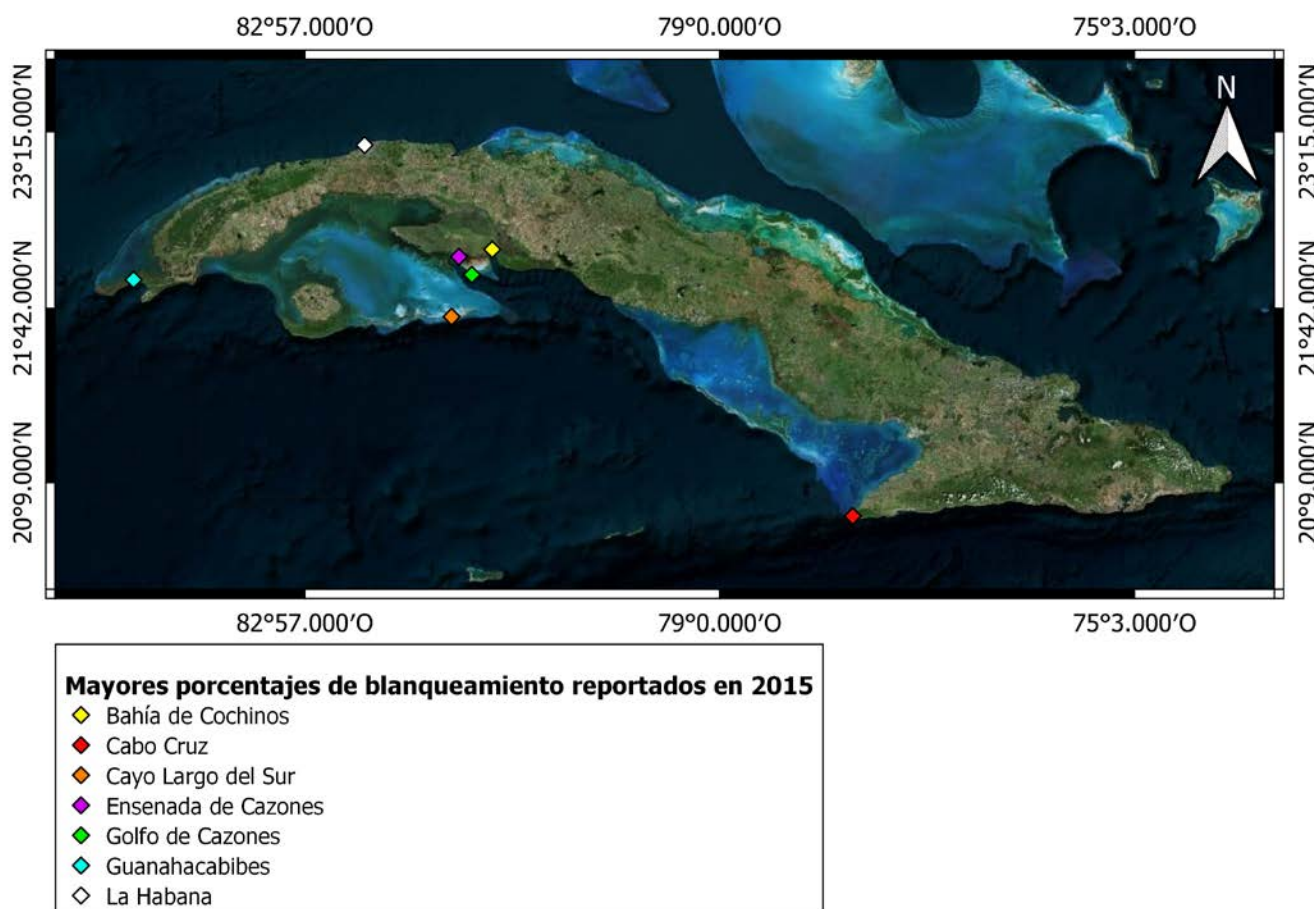 82°57.000′O 79°0.000′O 75°3.000′O
N
23°15.000′N 23°15.000′N
21°42.000′N 21°42.000′N
20°9.000′N 20°9.000′N
82°57.000′O 79°0.000′O 75°3.000′O
Mayores porcentajes de blanqueamiento reportados en 2015
Bahía de Cochinos
Cabo Cruz
Cayo Largo del Sur
Ensenada de Cazones
Golfo de Cazones
Guanahacabibes
La Habana